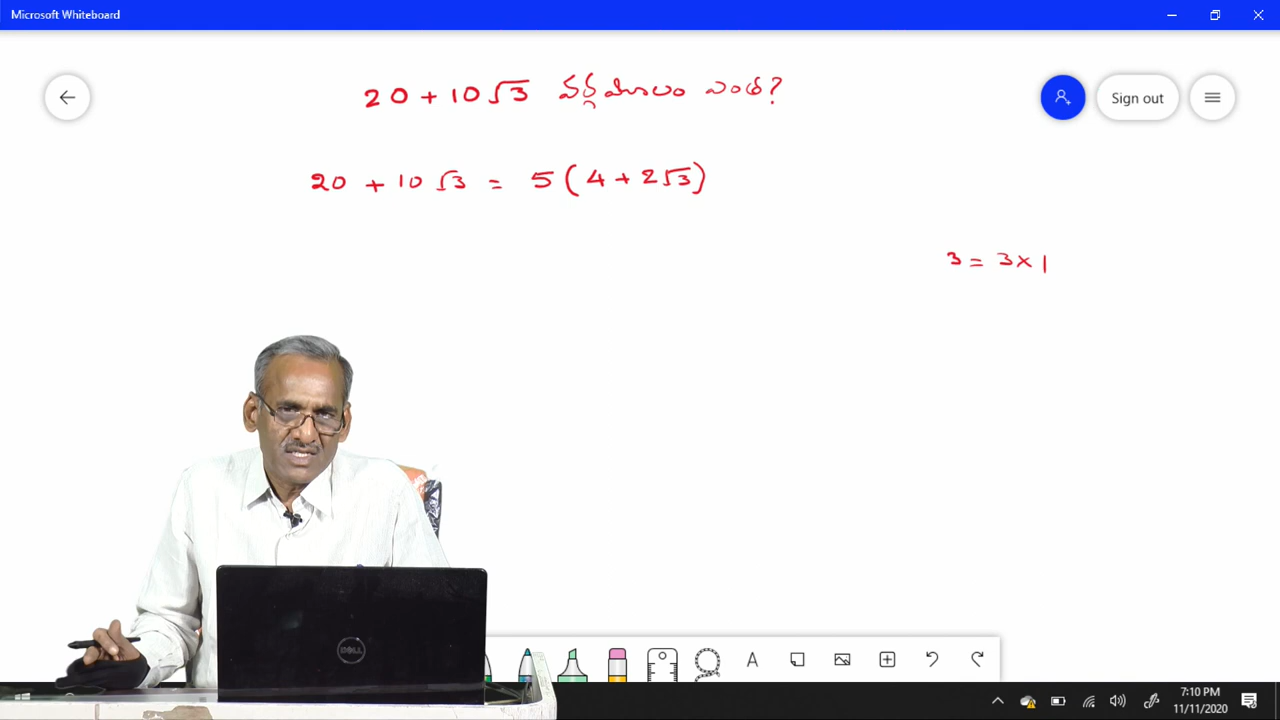 Microsoft Whiteboard
20 + 10√3 వర్గమూలం ఎంత?
Sign out
20 + 10√3 = 5(4 + 2√3)
3 = 3 × 1
DELL
A
7:10 PM
11/11/2020